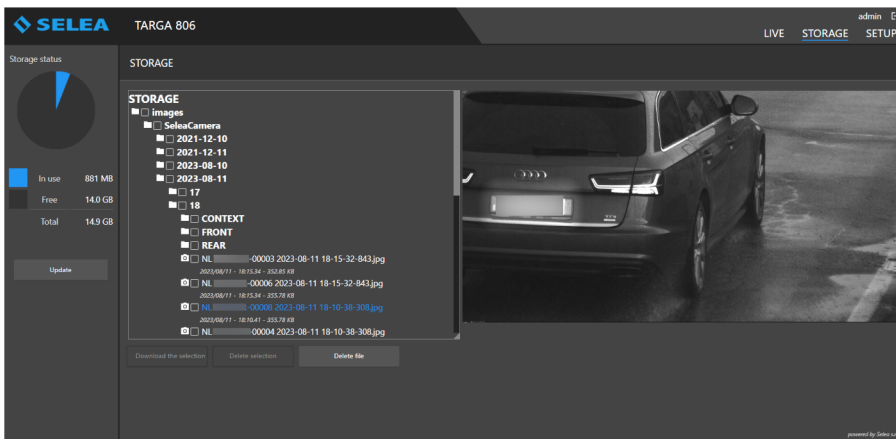 SELEA
TARGA 806
admin
LIVE STORAGE SETUP
Storage status
STORAGE
STORAGE
images
SeleaCamera
2021-12-10
2021-12-11
2023-08-10
2023-08-11
17
18
CONTEXT
FRONT
REAR
NL -00003 2023-08-11 18-15-32-843.jpg
2023/08/11 - 18:15.34 - 352.85 KB
NL -00006 2023-08-11 18-15-32-843.jpg
2023/08/11 - 18:15.34 - 355.78 KB
NL -00008 2023-08-11 18-10-38-308.jpg
2023/08/11 - 18:10.41 - 355.78 KB
NL -00004 2023-08-11 18-10-38-308.jpg
In use 881 MB
Free 14.0 GB
Total 14.9 GB
Update
Download the selection Delete selection Delete file
powered by Selea